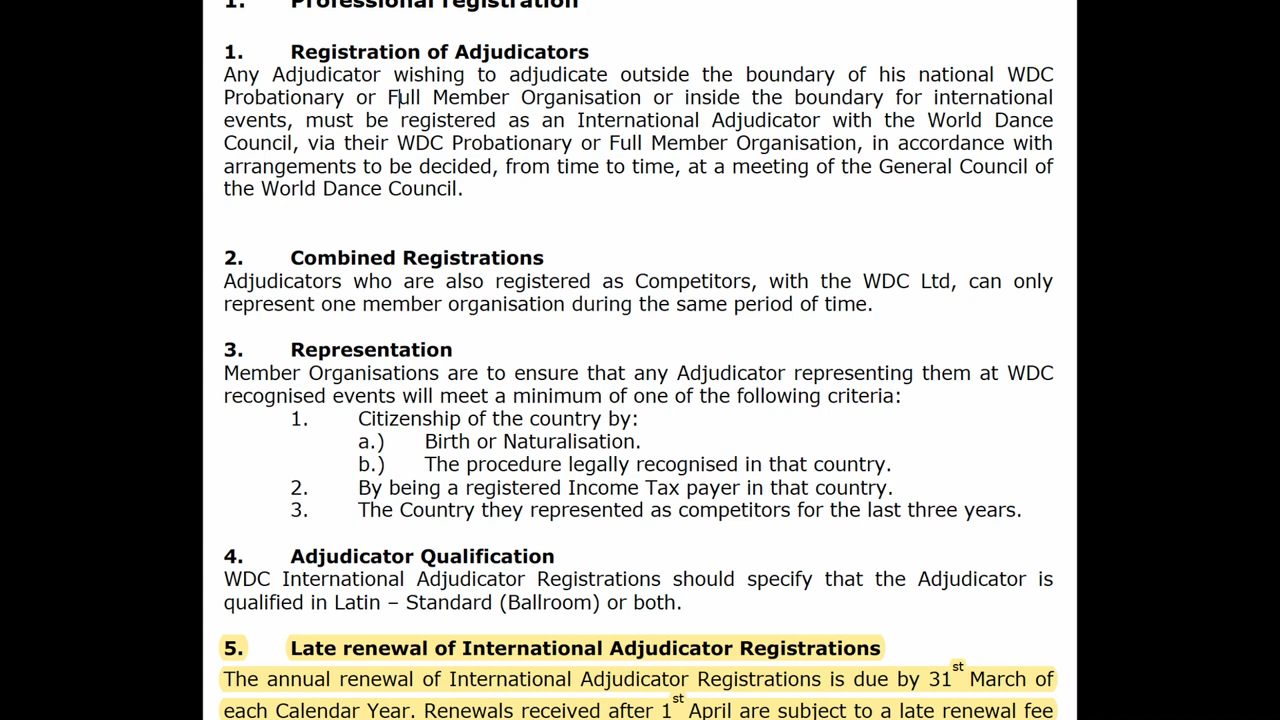 1. Professional registration
1. Registration of Adjudicators
Any Adjudicator wishing to adjudicate outside the boundary of his national WDC
Probationary or Full Member Organisation or inside the boundary for international
events, must be registered as an International Adjudicator with the World Dance
Council, via their WDC Probationary or Full Member Organisation, in accordance with
arrangements to be decided, from time to time, at a meeting of the General Council of
the World Dance Council.
2. Combined Registrations
Adjudicators who are also registered as Competitors, with the WDC Ltd, can only
represent one member organisation during the same period of time.
3. Representation
Member Organisations are to ensure that any Adjudicator representing them at WDC
recognised events will meet a minimum of one of the following criteria:
1. Citizenship of the country by:
a.) Birth or Naturalisation.
b.) The procedure legally recognised in that country.
2. By being a registered Income Tax payer in that country.
3. The Country they represented as competitors for the last three years.
4. Adjudicator Qualification
WDC International Adjudicator Registrations should specify that the Adjudicator is
qualified in Latin – Standard (Ballroom) or both.
5. Late renewal of International Adjudicator Registrations
The annual renewal of International Adjudicator Registrations is due by 31st March of
each Calendar Year. Renewals received after 1st April are subject to a late renewal fee